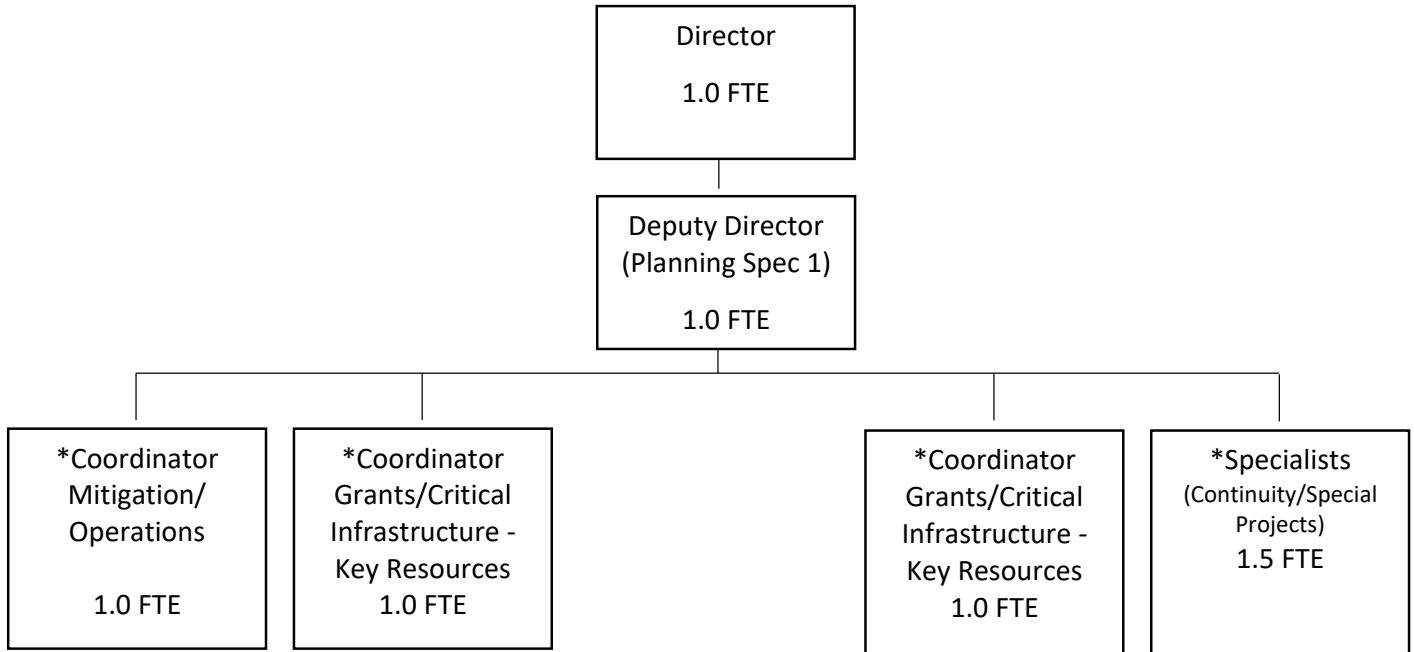 Director
1.0 FTE
Deputy Director
(Planning Spec 1)
1.0 FTE
*Coordinator
Mitigation/
Operations
1.0 FTE
*Coordinator
Grants/Critical
Infrastructure -
Key Resources
1.0 FTE
*Coordinator
Grants/Critical
Infrastructure -
Key Resources
1.0 FTE
*Specialists
(Continuity/Special
Projects)
1.5 FTE